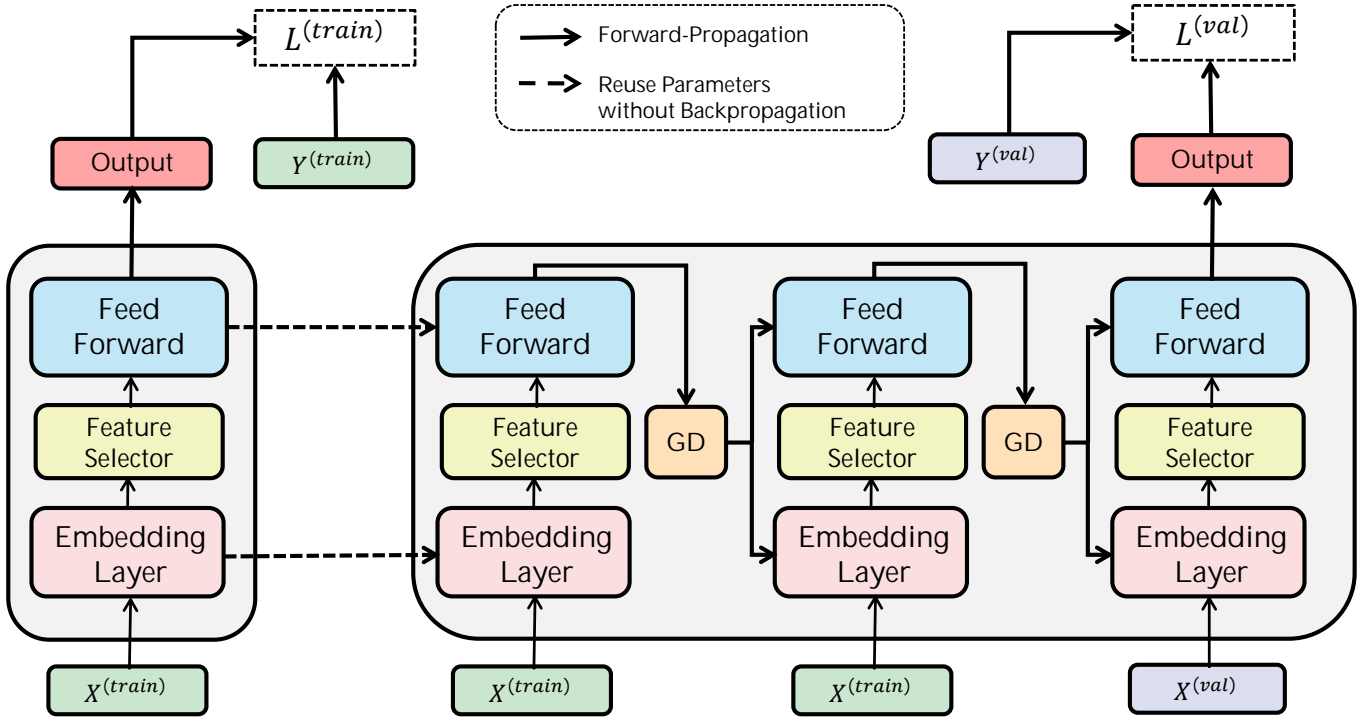 L^(train)
Forward-Propagation
Reuse Parameters
without Backpropagation
L^(val)
Output
Y^(train)
Y^(val)
Output
Feed
Forward
Feed
Forward
Feed
Forward
Feed
Forward
Feature
Selector
Feature
Selector
GD
Feature
Selector
GD
Feature
Selector
Embedding
Layer
Embedding
Layer
Embedding
Layer
Embedding
Layer
X^(train)
X^(train)
X^(train)
X^(val)